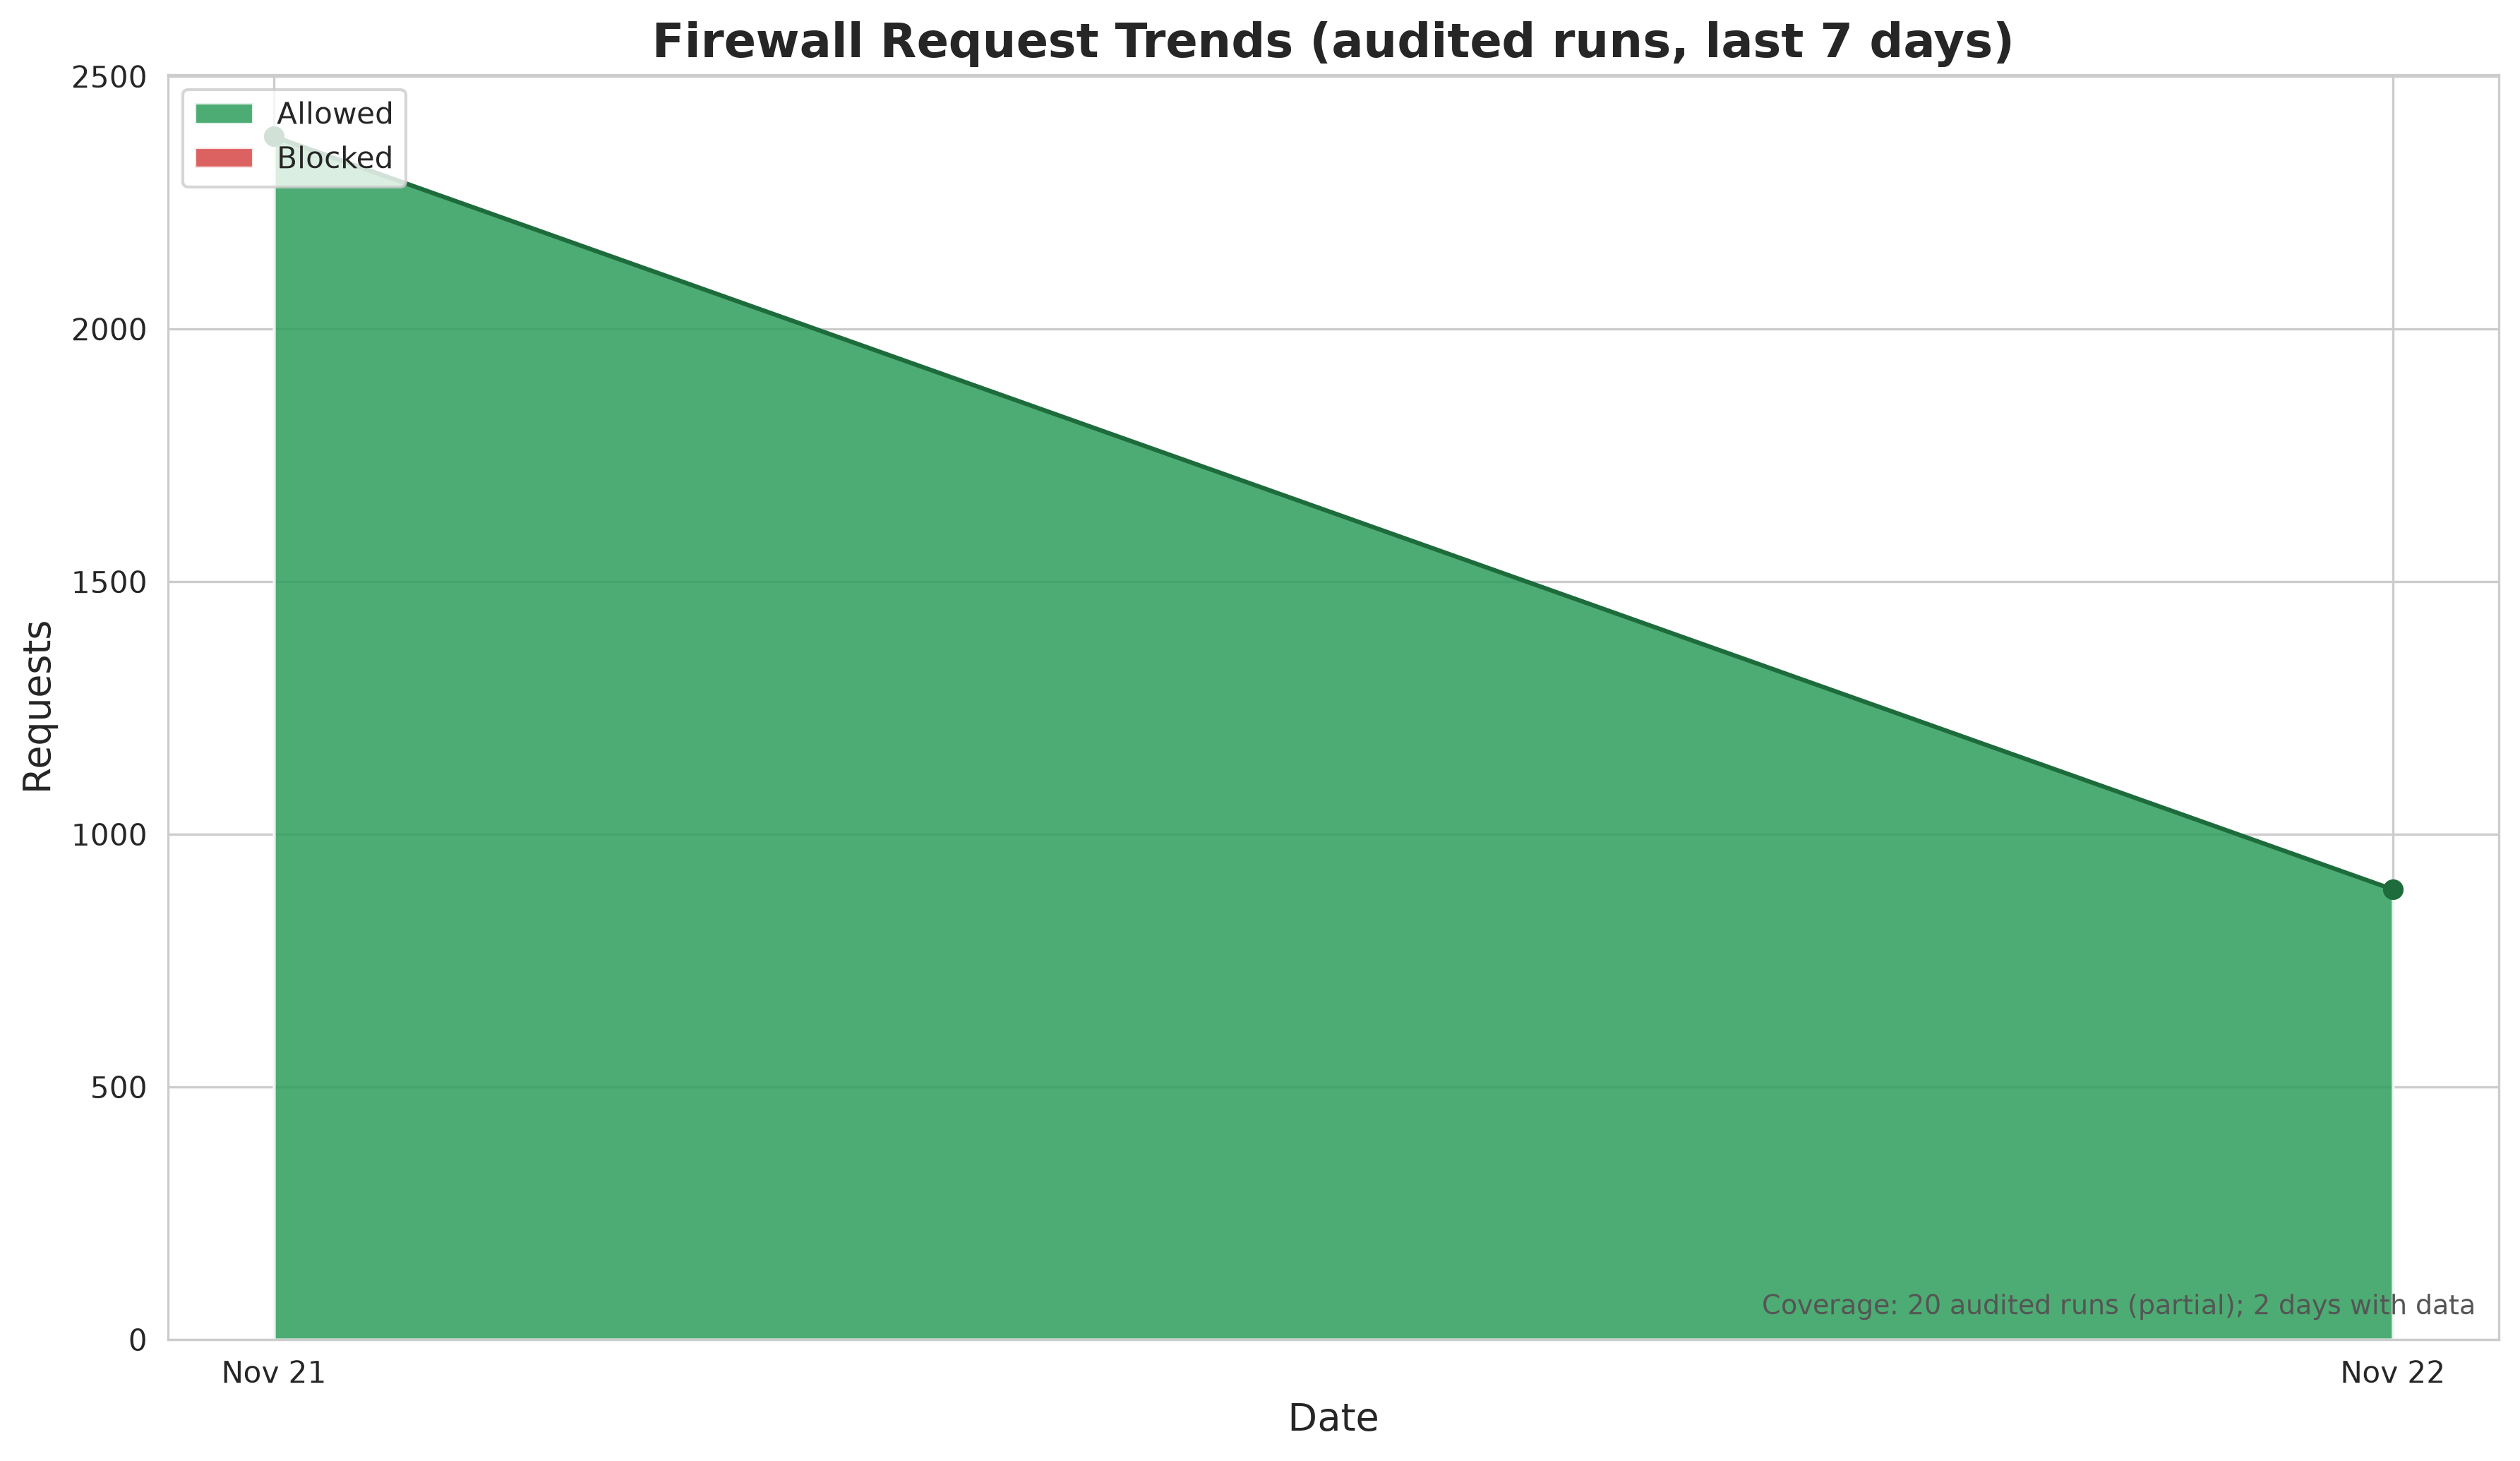 Firewall Request Trends (audited runs, last 7 days)
2500
Allowed
Blocked
2000
1500
1000
500
0
Requests
Coverage: 20 audited runs (partial); 2 days with data
Nov 21
Nov 22
Date